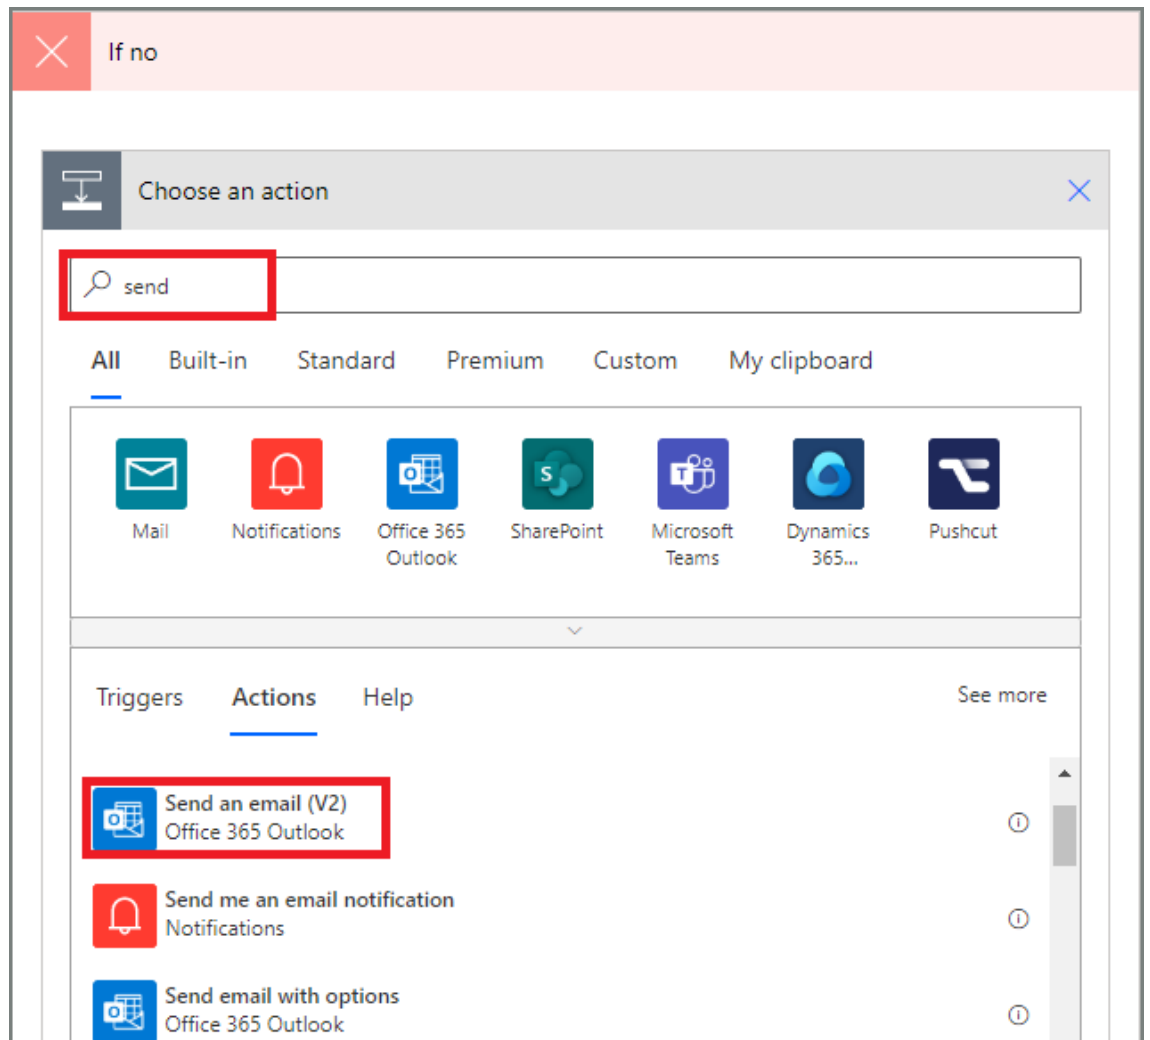 If no
Choose an action
send
All Built-in Standard Premium Custom My clipboard
Mail Notifications Office 365 SharePoint Microsoft Dynamics Pushcut
Outlook Teams 365...
Triggers Actions Help See more
Send an email (V2)
Office 365 Outlook
Send me an email notification
Notifications
Send email with options
Office 365 Outlook